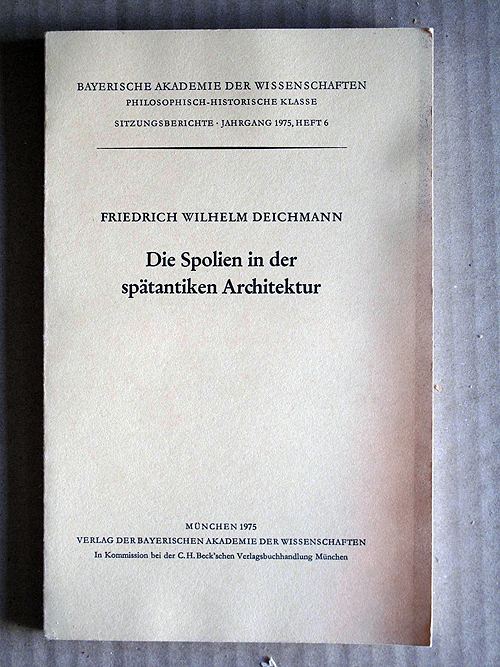 BAYERISCHE AKADEMIE DER WISSENSCHAFTEN
PHILOSOPHISCH-HISTORISCHE KLASSE
SITZUNGSBERICHTE · JAHRGANG 1975, HEFT 6
FRIEDRICH WILHELM DEICHMANN
Die Spolien in der
spätantiken Architektur
MÜNCHEN 1975
VERLAG DER BAYERISCHEN AKADEMIE DER WISSENSCHAFTEN
In Kommission bei der C. H. Beck'schen Verlagsbuchhandlung München